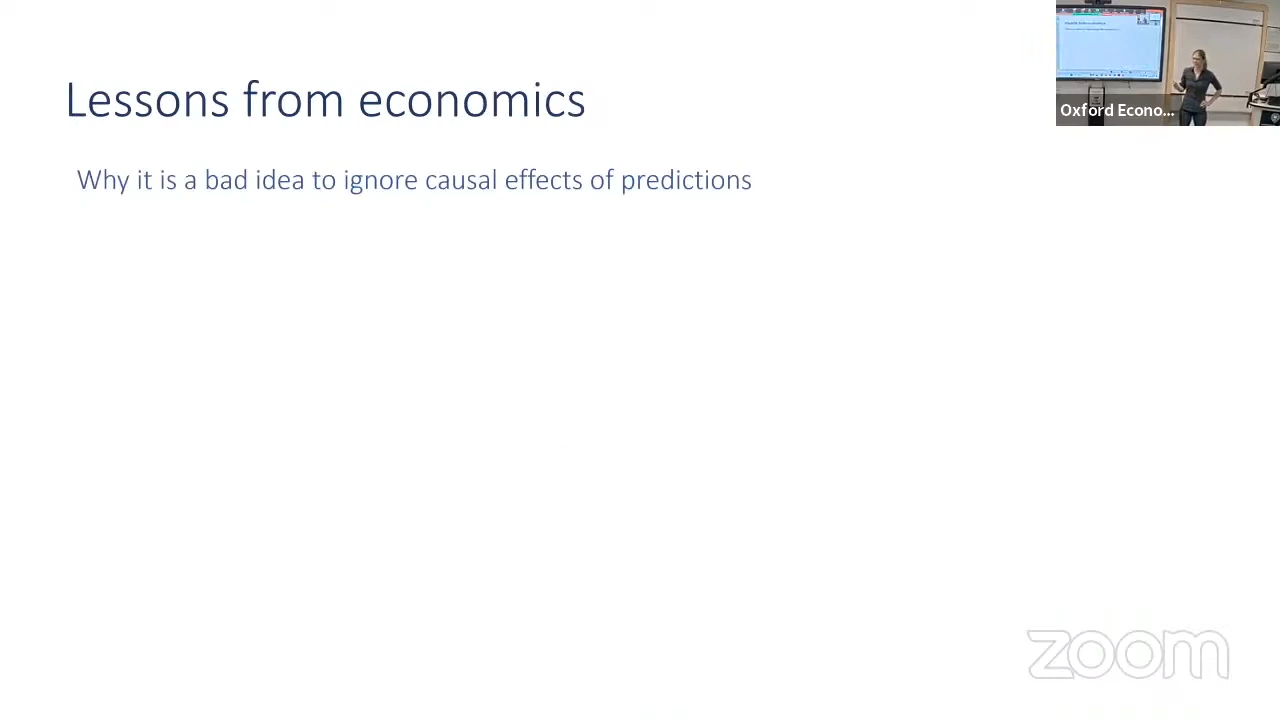 Lessons from economics
Why it is a bad idea to ignore causal effects of predictions
Oxford Econo...
zoom